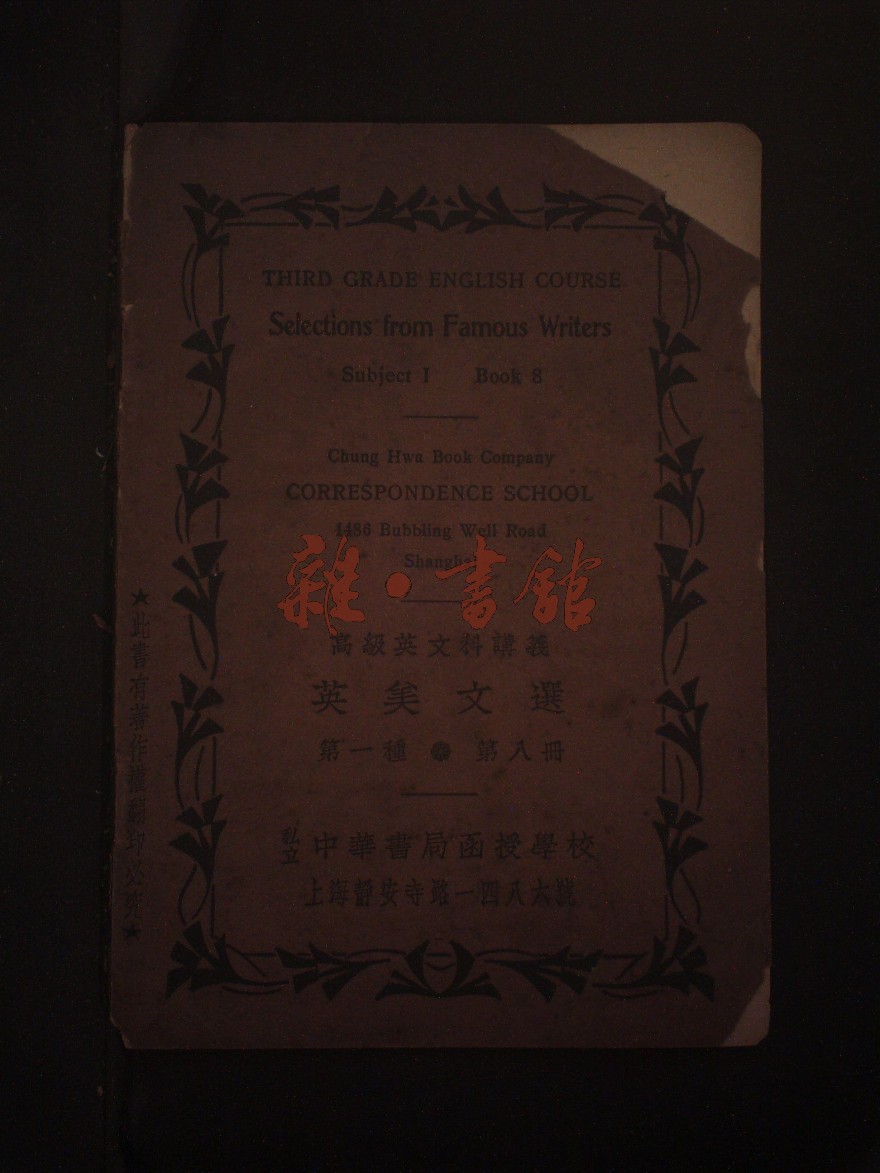 THIRD GRADE ENGLISH COURSE
Selections from Famous Writers
Subject I Book 8
Chung Hwa Book Company
CORRESPONDENCE SCHOOL
1486 Bubbling Well Road
Shanghai
雜·書館
高級英文科講義
英美文選
第一種 第八冊
私立中華書局函授學校
上海靜安寺路一四八六號
★此書有著作權翻印必究★